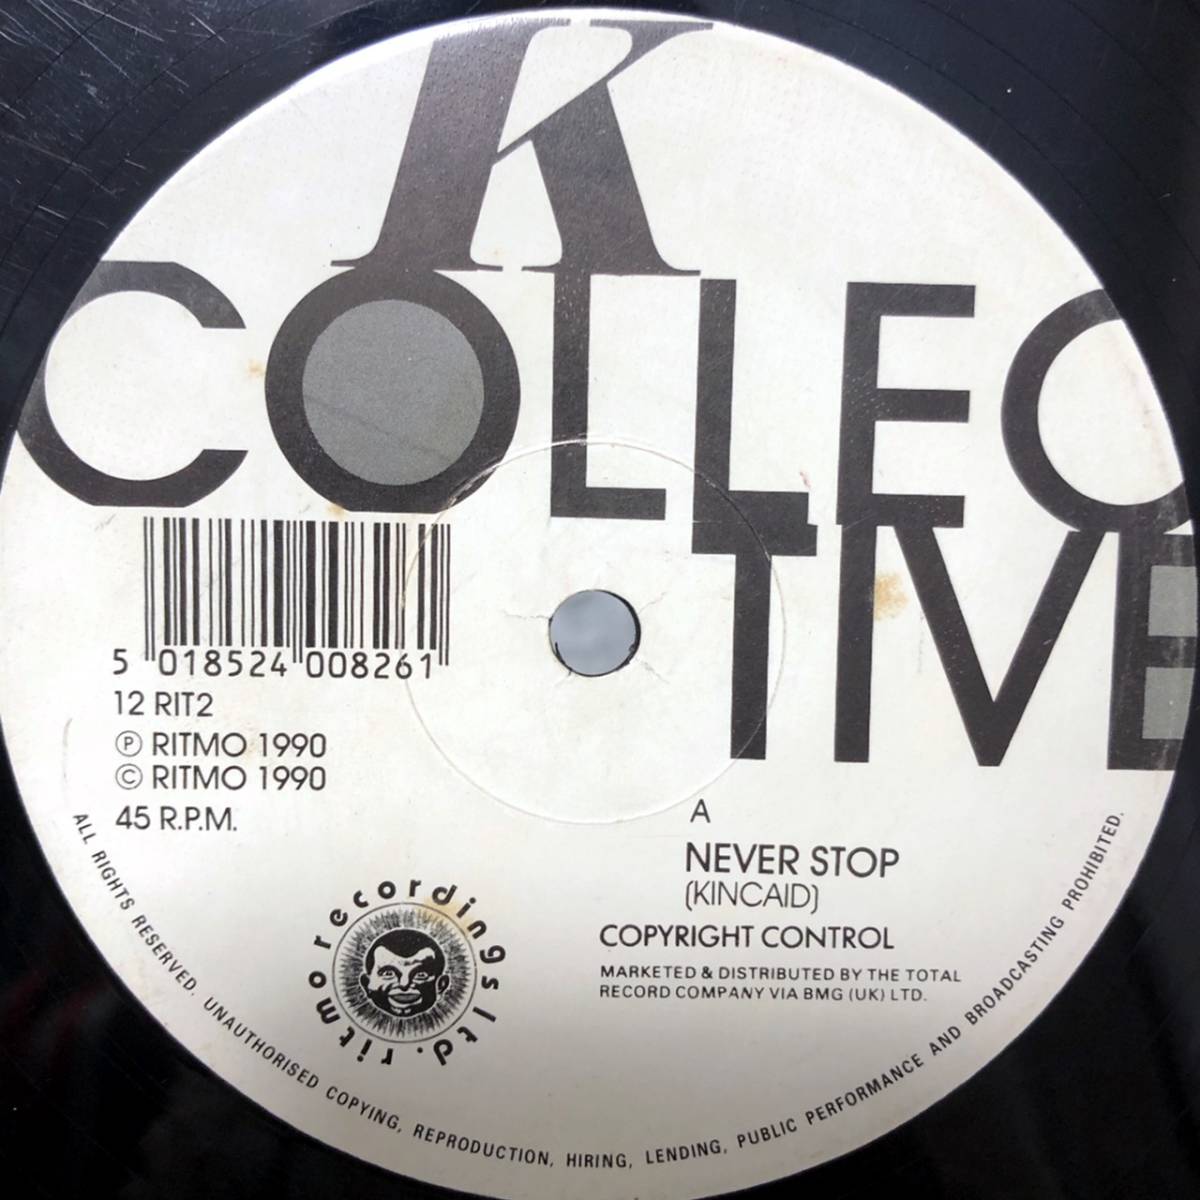 K
COLLEC
TIVE
5 018524 008261
12 RIT2
Ⓟ RITMO 1990
© RITMO 1990
45 R.P.M.
A
NEVER STOP
(KINCAID)
COPYRIGHT CONTROL
MARKETED & DISTRIBUTED BY THE TOTAL
RECORD COMPANY VIA BMG (UK) LTD.
ritmo recordings ltd.
ALL RIGHTS RESERVED. UNAUTHORISED COPYING, REPRODUCTION, HIRING, LENDING, PUBLIC PERFORMANCE AND BROADCASTING PROHIBITED.